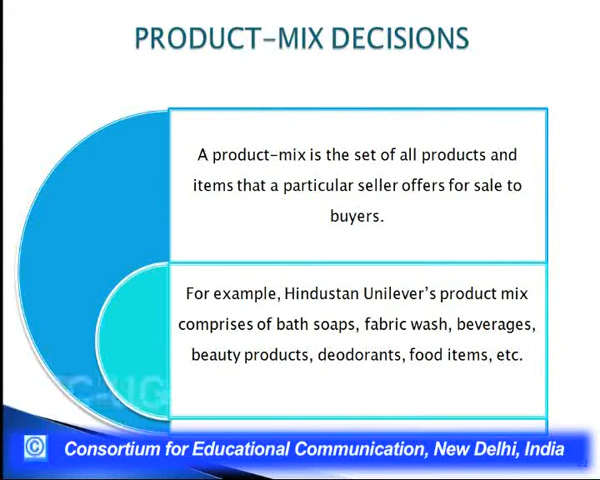 PRODUCT-MIX DECISIONS
A product-mix is the set of all products and
items that a particular seller offers for sale to
buyers.
For example, Hindustan Unilever's product mix
comprises of bath soaps, fabric wash, beverages,
beauty products, deodorants, food items, etc.
© Consortium for Educational Communication, New Delhi, India